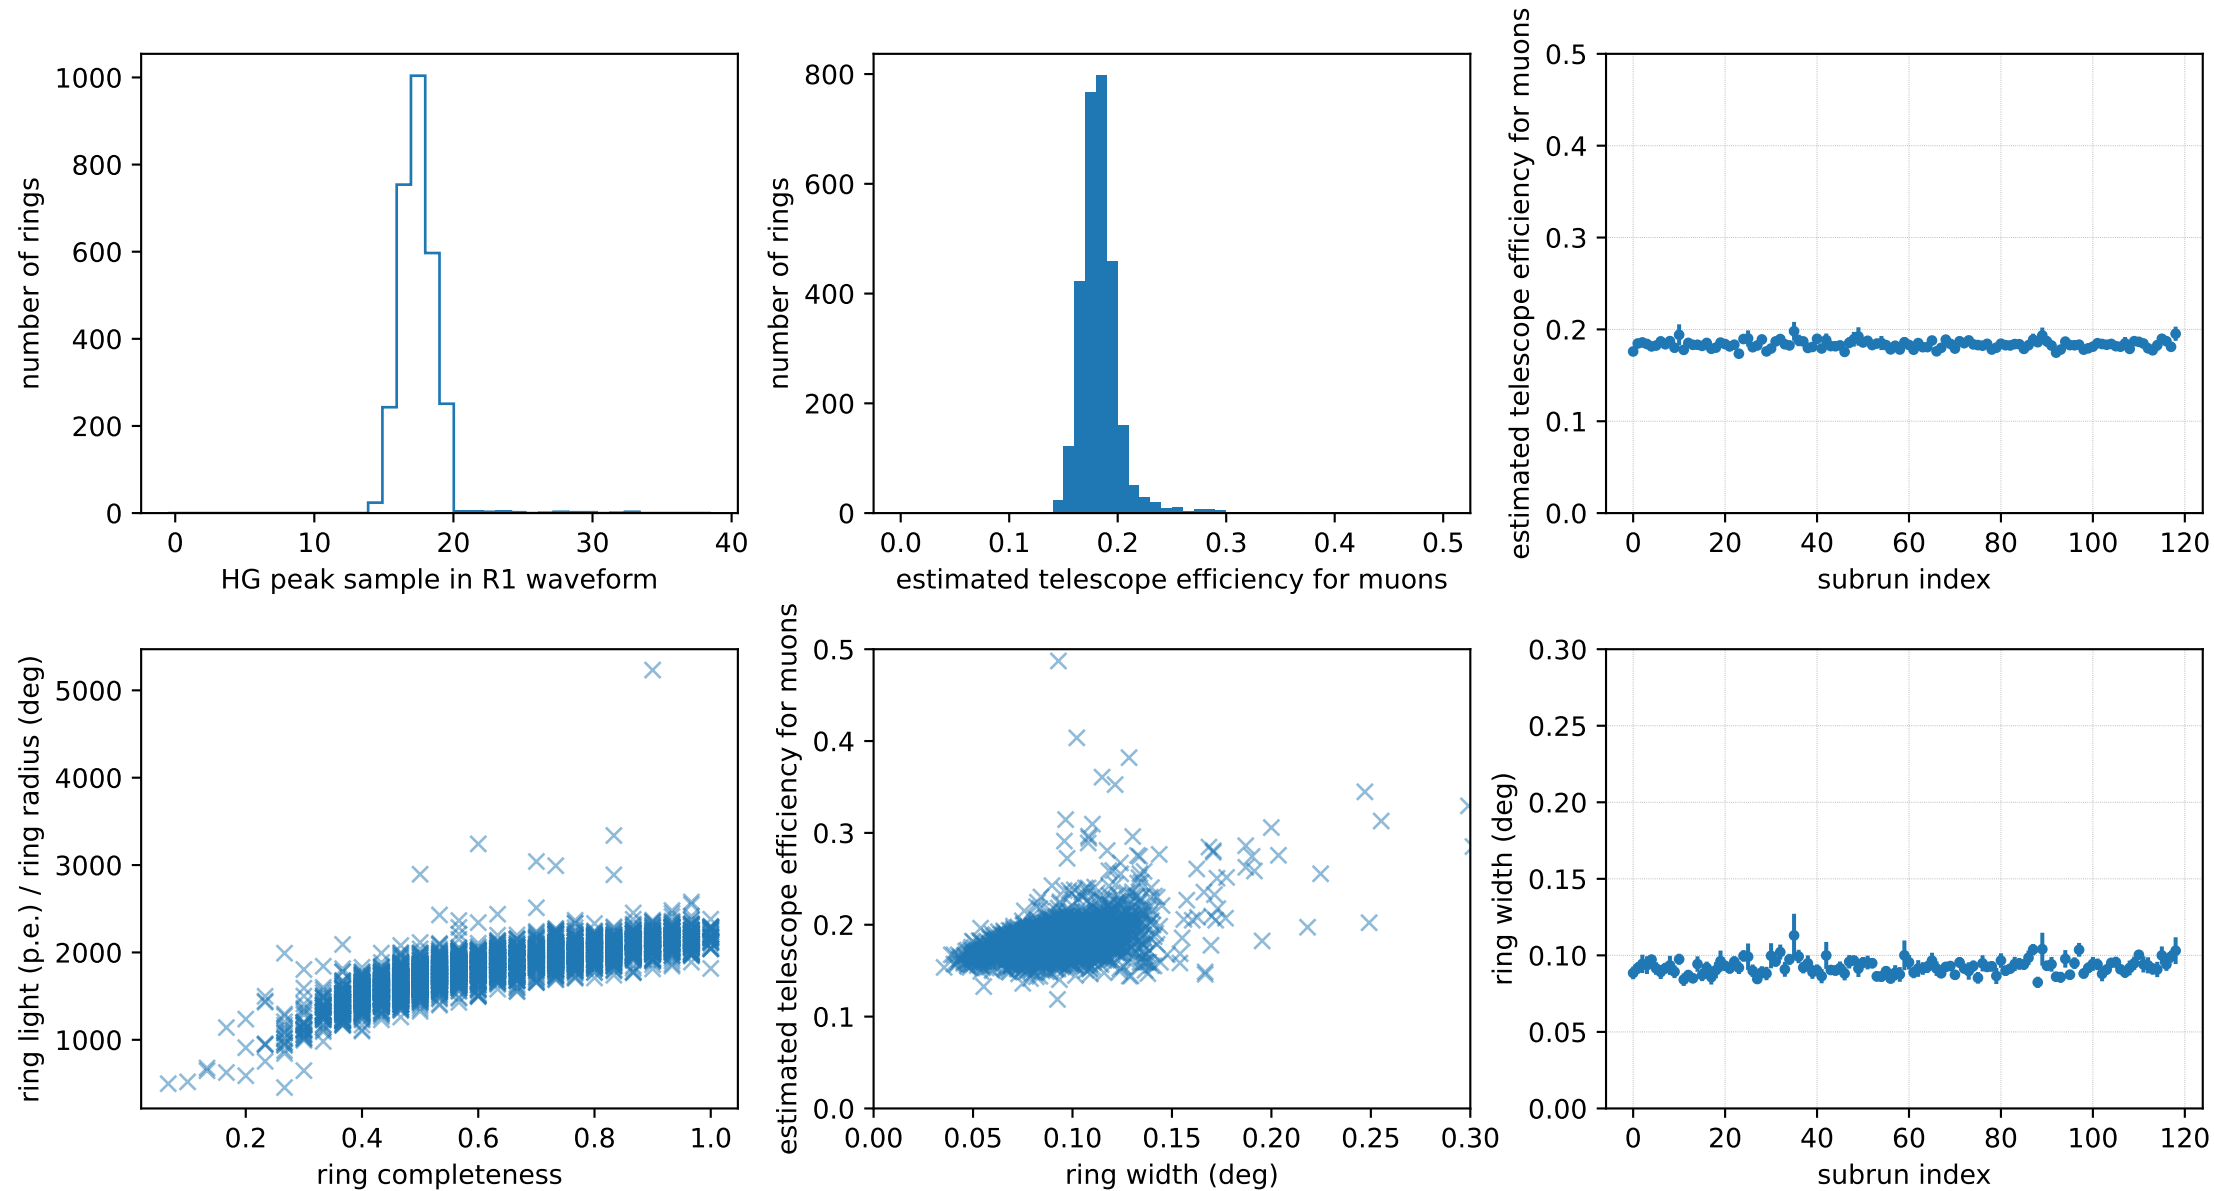 number of rings
1000
800
600
400
200
0
0 10 20 30 40
HG peak sample in R1 waveform
number of rings
800
600
400
200
0
0.0 0.1 0.2 0.3 0.4 0.5
estimated telescope efficiency for muons
estimated telescope efficiency for muons
0.5
0.4
0.3
0.2
0.1
0.0
0 20 40 60 80 100 120
subrun index
ring light (p.e.) / ring radius (deg)
5000
4000
3000
2000
1000
0.2 0.4 0.6 0.8 1.0
ring completeness
estimated telescope efficiency for muons
0.5
0.4
0.3
0.2
0.1
0.0
0.00 0.05 0.10 0.15 0.20 0.25 0.30
ring width (deg)
ring width (deg)
0.30
0.25
0.20
0.15
0.10
0.05
0.00
0 20 40 60 80 100 120
subrun index